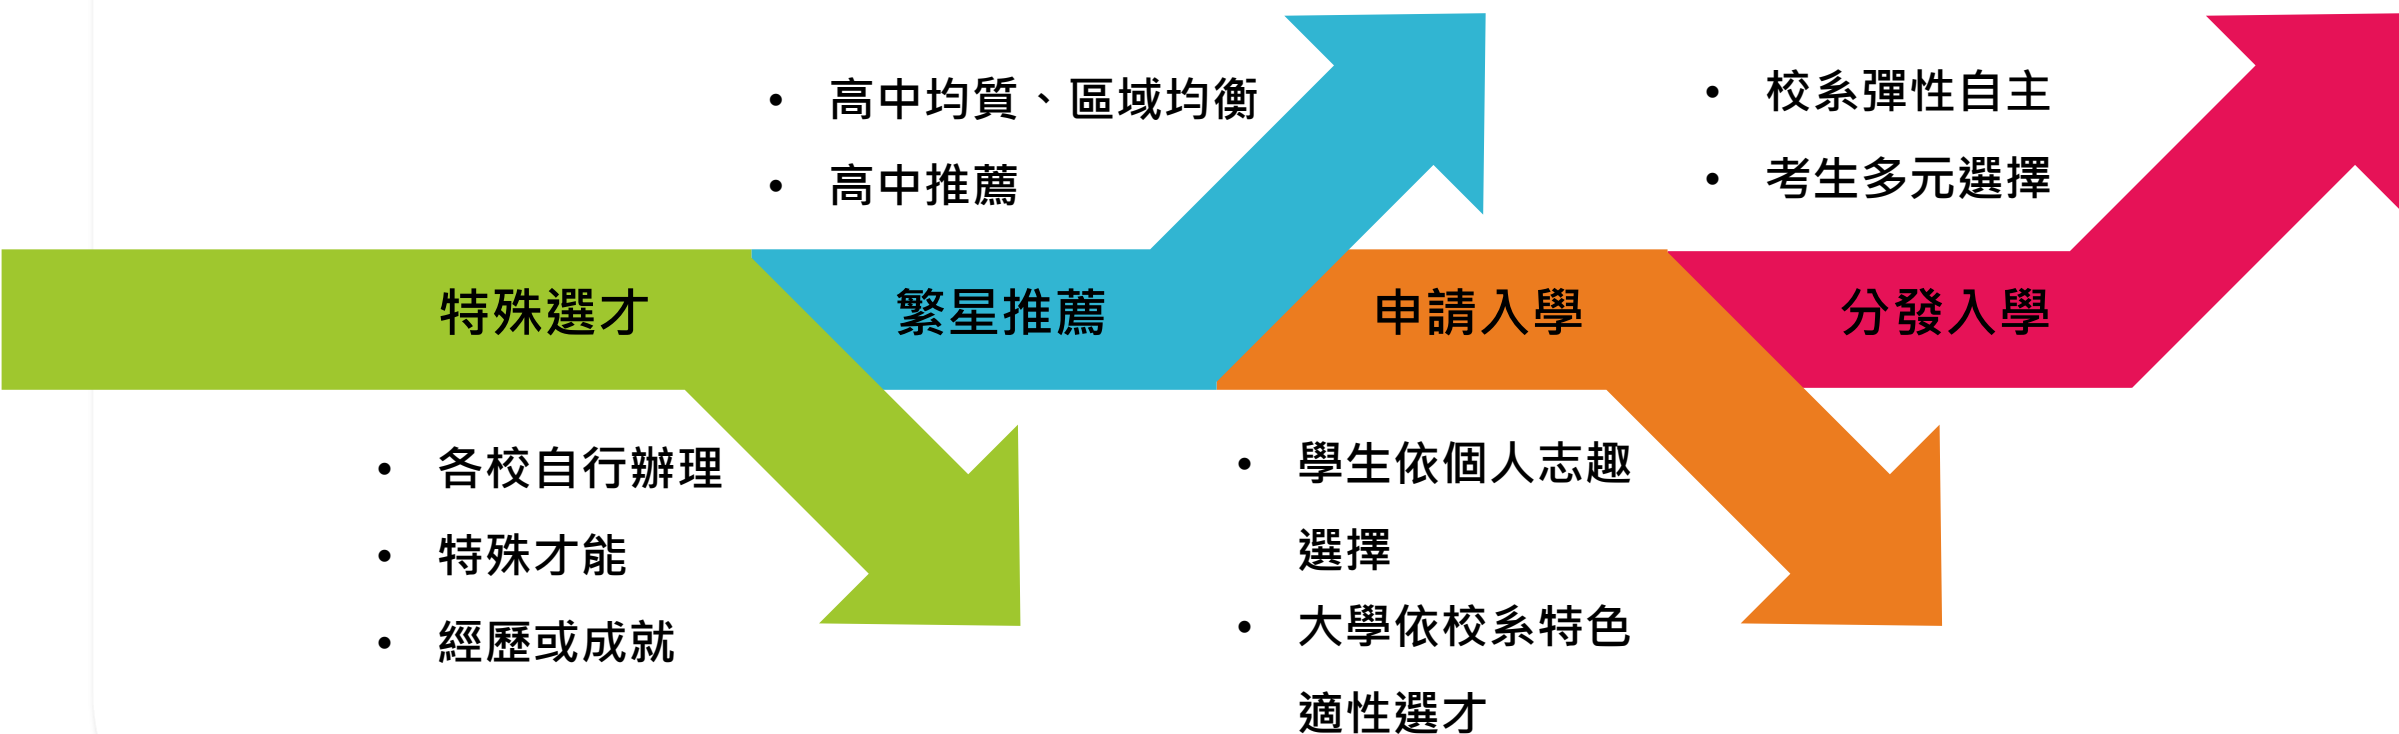 • 高中均質、區域均衡
• 高中推薦
• 校系彈性自主
• 考生多元選擇
特殊選才
繁星推薦
申請入學
分發入學
• 各校自行辦理
• 特殊才能
• 經歷或成就
• 學生依個人志趣
選擇
• 大學依校系特色
適性選才